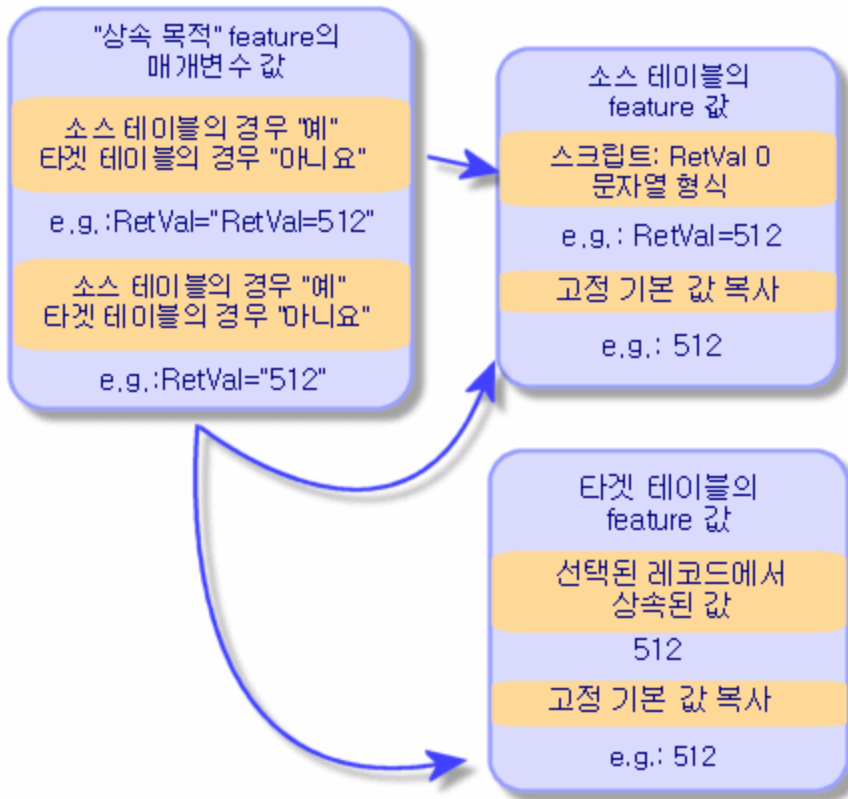 "상속 목적" feature의
매개변수 값
소스 테이블의 경우 "예"
타겟 테이블의 경우 "아니요"
e.g.:RetVal="RetVal=512"
소스 테이블의 경우 "예"
타겟 테이블의 경우 "아니요"
e.g.:RetVal="512"
소스 테이블의
feature 값
스크립트: RetVal 0
문자열 형식
e.g.: RetVal=512
고정 기본 값 복사
e.g.: 512
타겟 테이블의
feature 값
선택된 레코드에서
상속된 값
512
고정 기본 값 복사
e.g.: 512